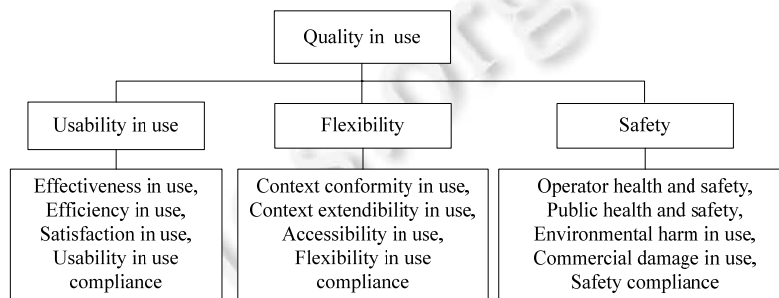 Quality in use
Usability in use
Flexibility
Safety
Effectiveness in use,
Efficiency in use,
Satisfaction in use,
Usability in use
compliance
Context conformity in use,
Context extendibility in use,
Accessibility in use,
Flexibility in use
compliance
Operator health and safety,
Public health and safety,
Environmental harm in use,
Commercial damage in use,
Safety compliance